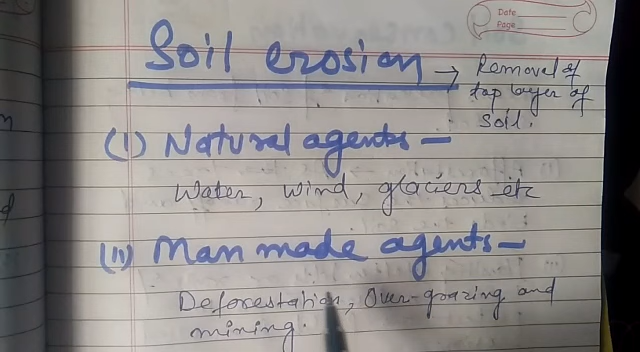 Date
Page
Soil erosion → Removal of
top layer of
soil.
(i) Natural agents –
Water, wind, glaciers etc
(ii) Man made agents –
Deforestation, Over-grazing and
mining.